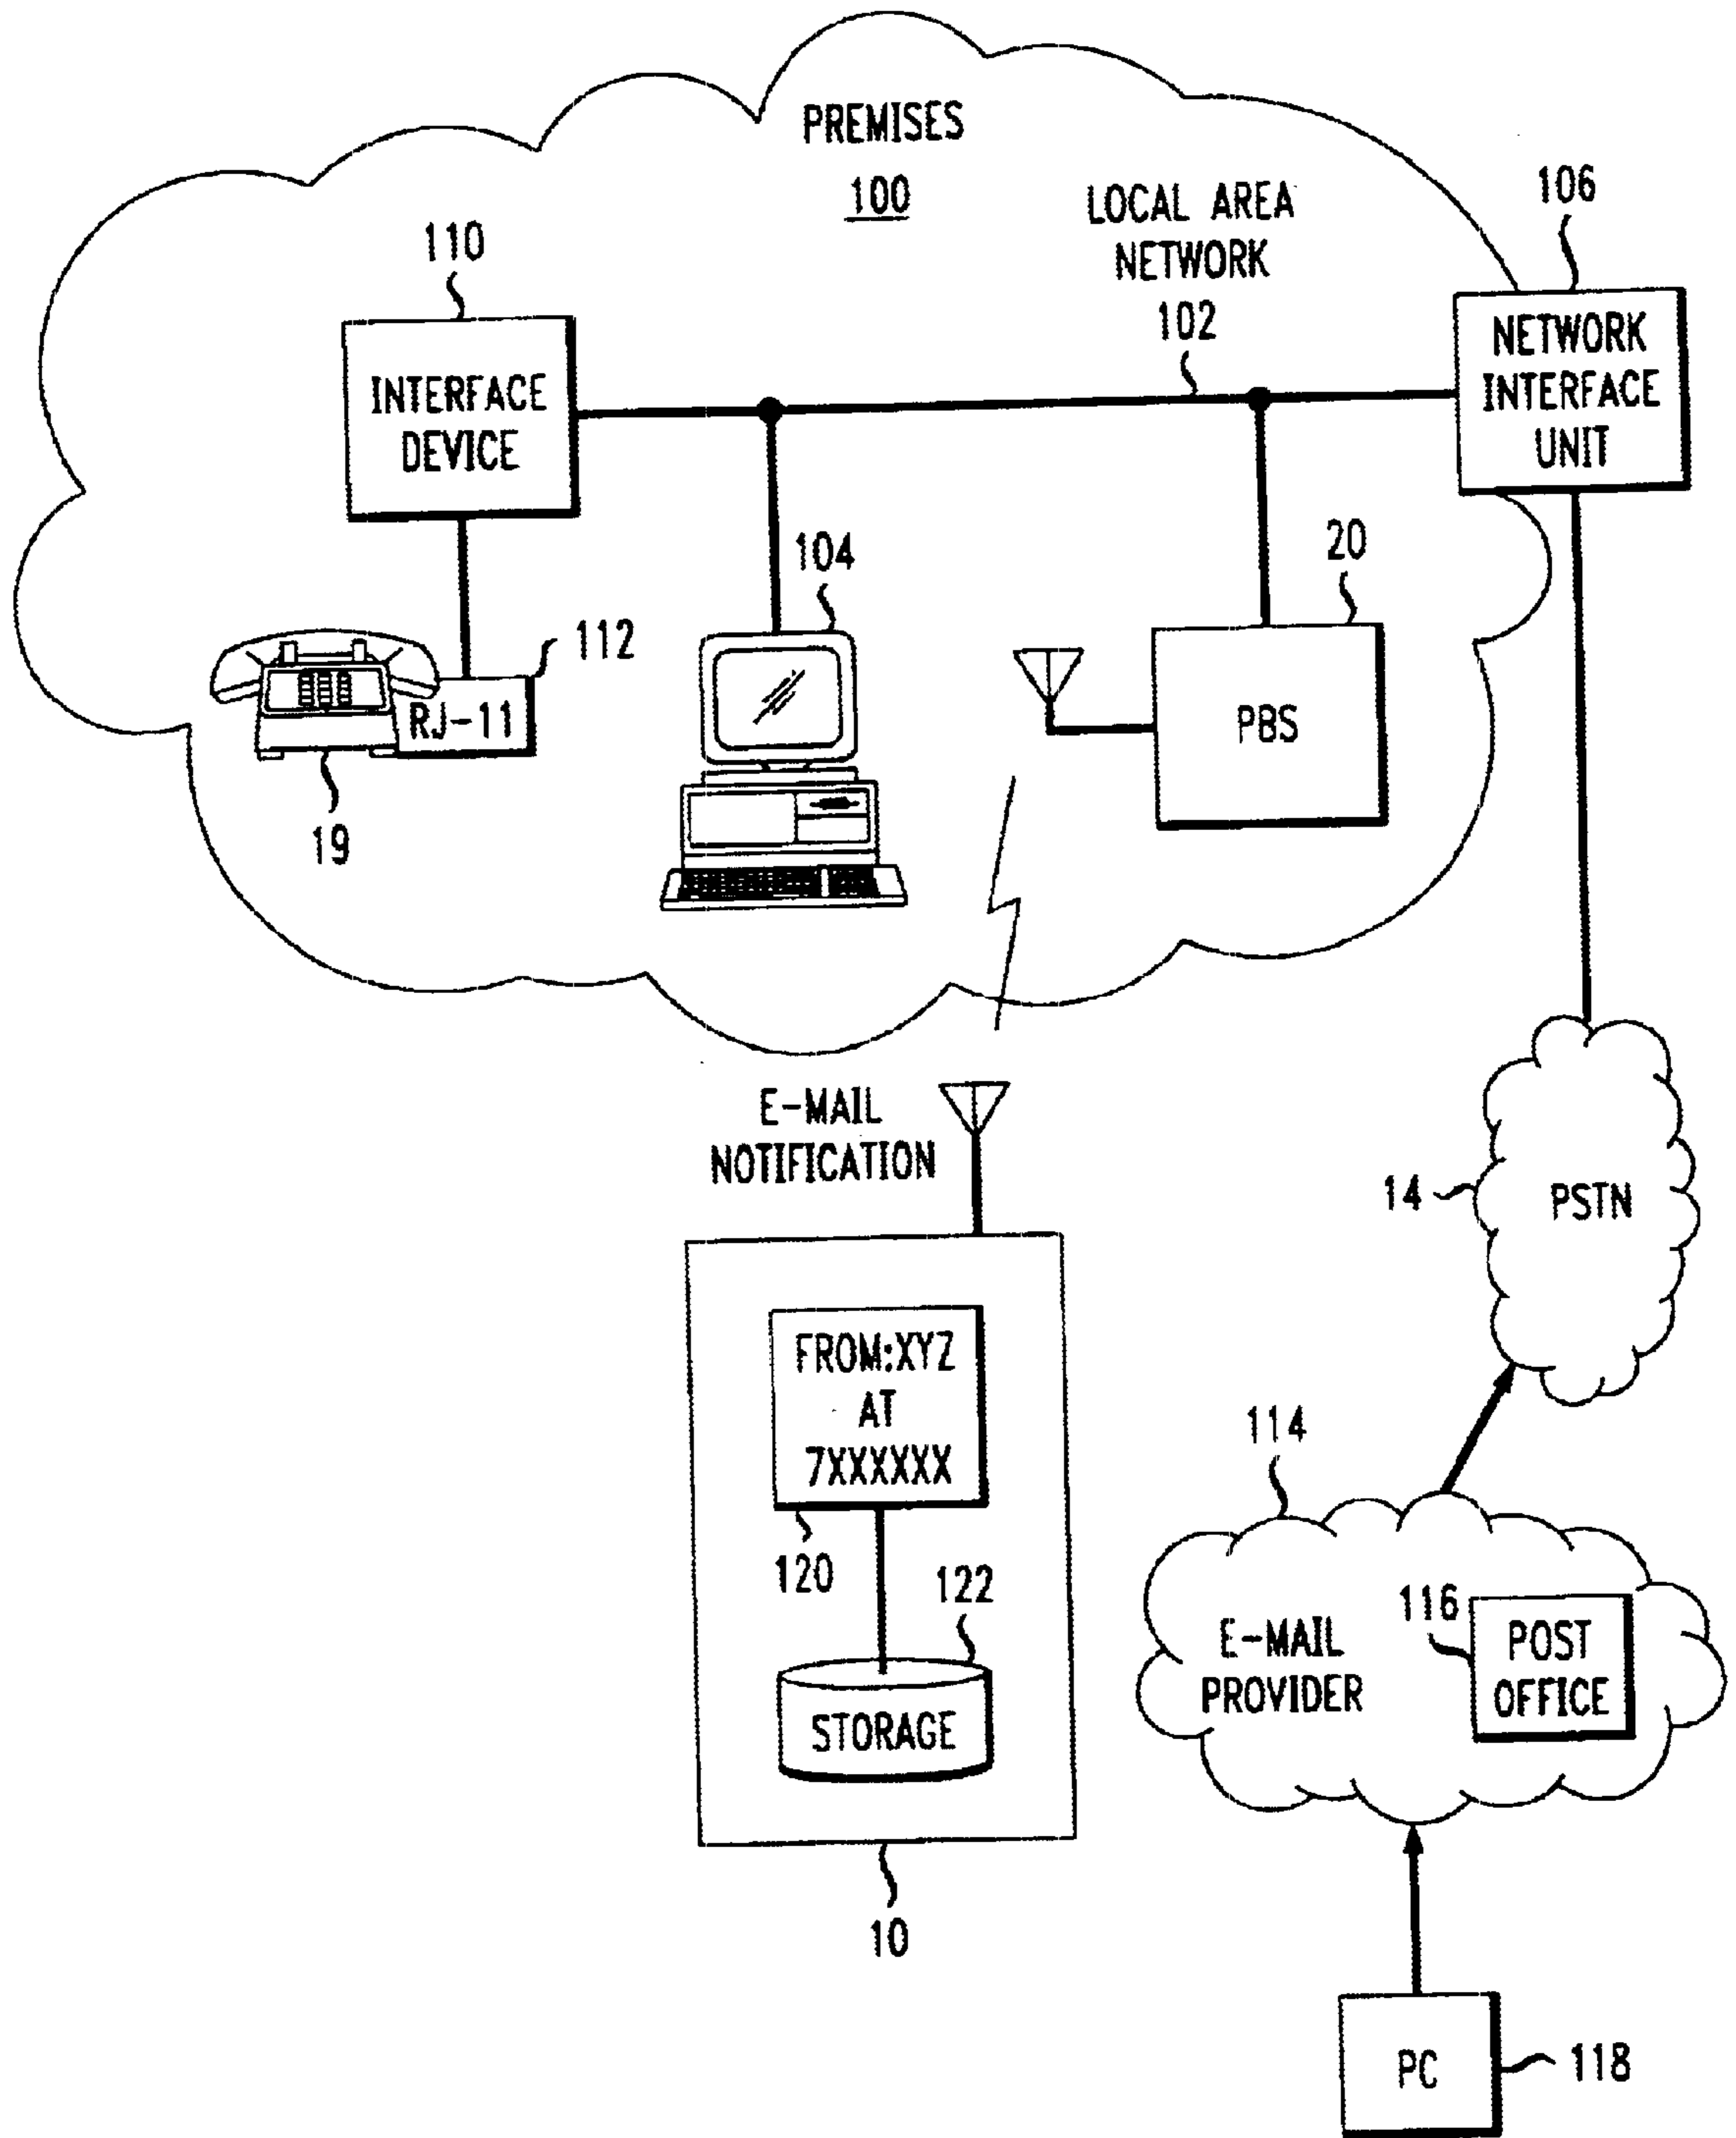 PREMISES
100
LOCAL AREA
NETWORK
102
106
NETWORK
INTERFACE
UNIT
110
INTERFACE
DEVICE
104
20
PBS
112
RJ-11
19
E-MAIL
NOTIFICATION
14
PSTN
FROM:XYZ
AT
7XXXXXX
120
122
STORAGE
10
114
E-MAIL
PROVIDER
116
POST
OFFICE
PC
118